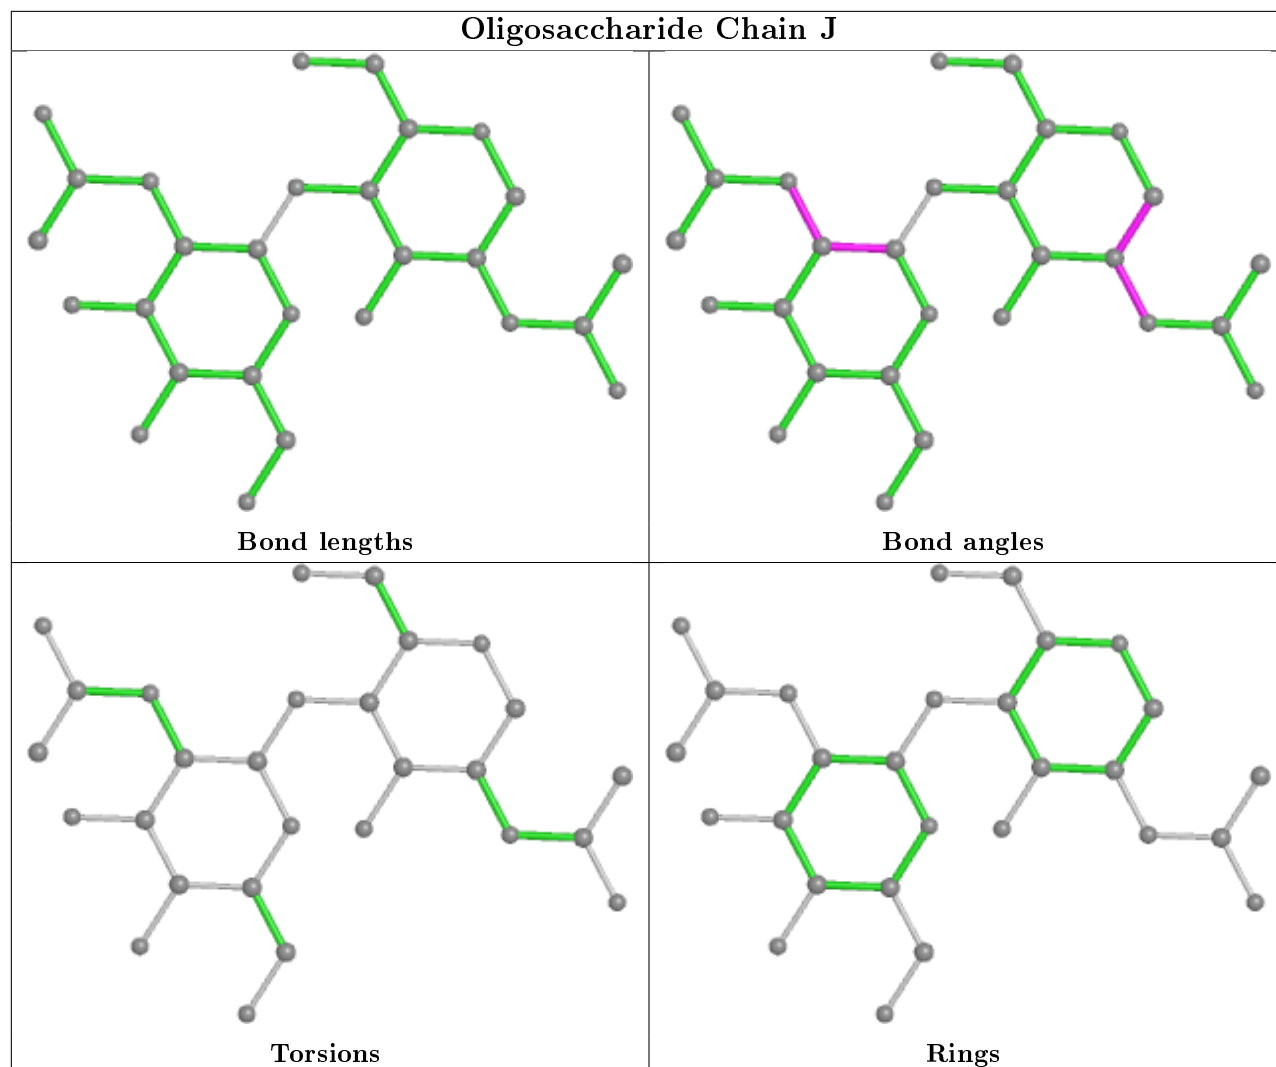 Oligosaccharide Chain J
Bond lengths
Bond angles
Torsions
Rings